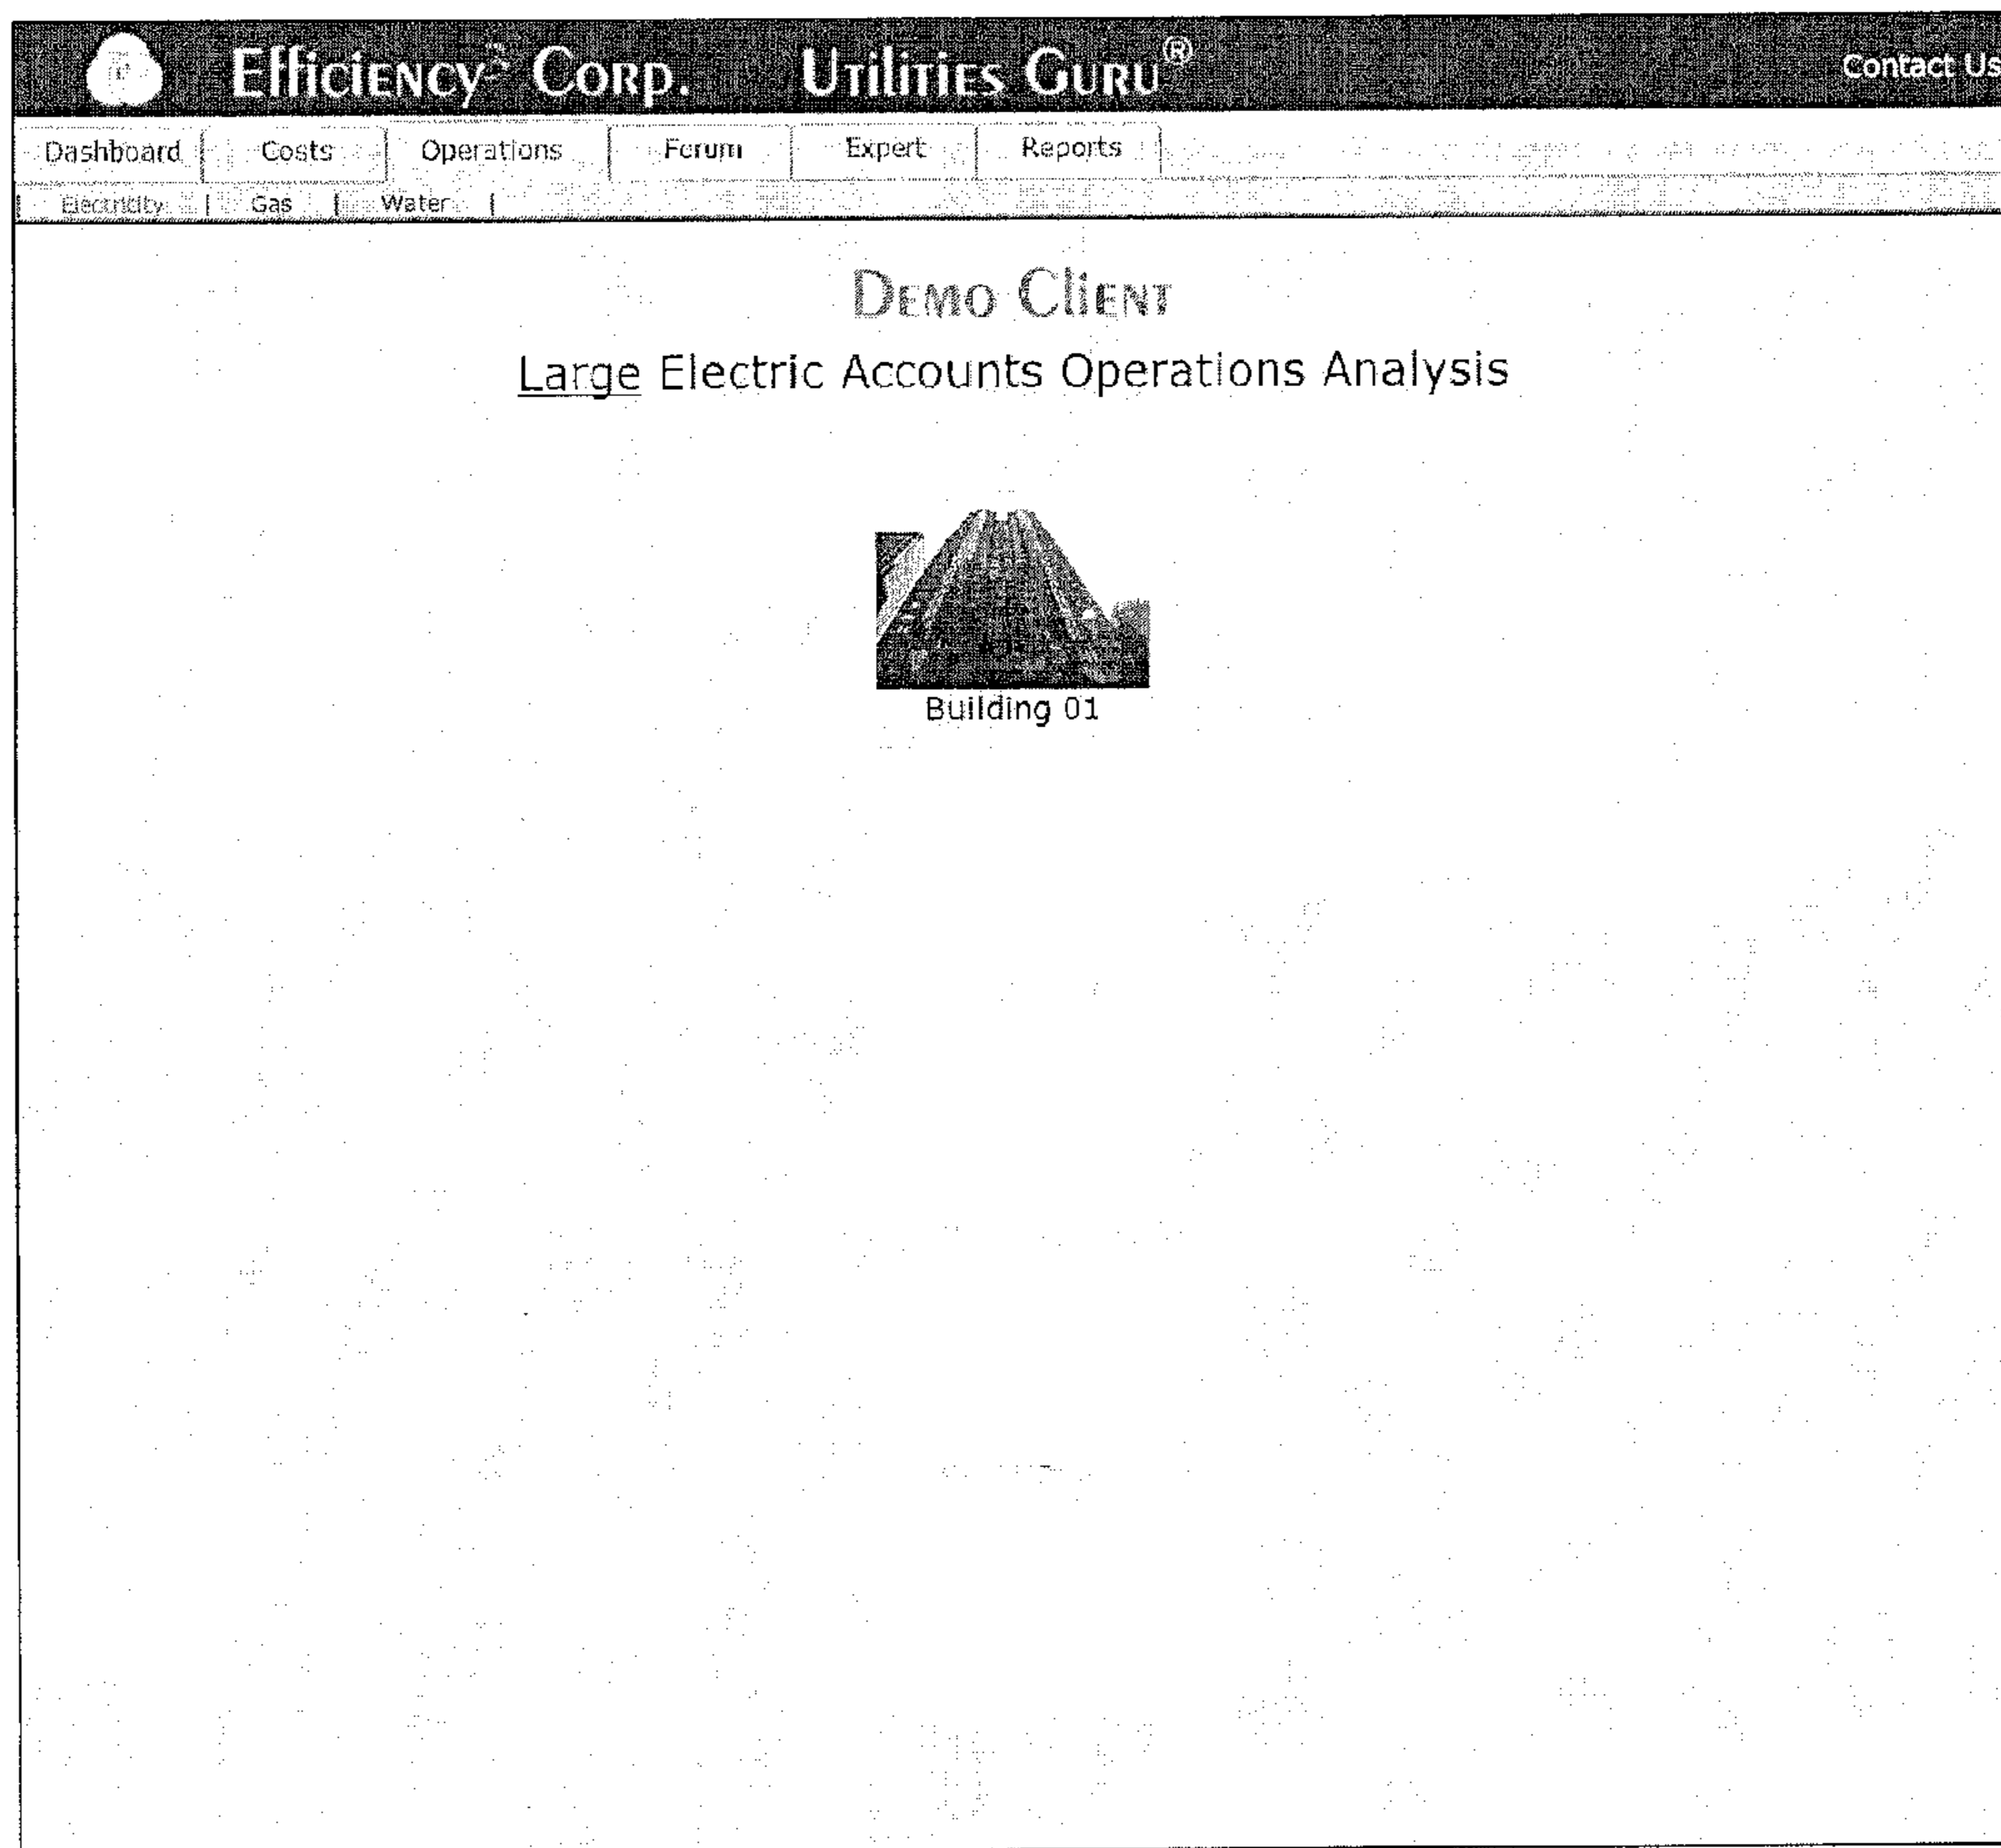 Efficiency Corp. Utilities Guru® Contact Us
Dashboard Costs Operations Forum Expert Reports
Electricity | Gas | Water |
Demo Client
Large Electric Accounts Operations Analysis
Building 01